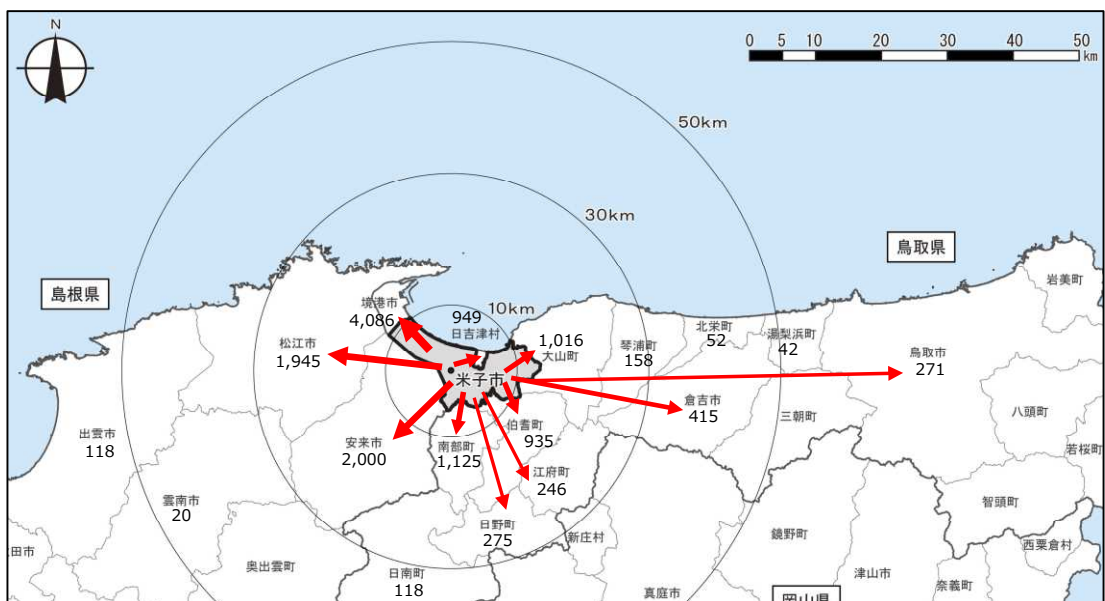 N
0 5 10 20 30 40 50
km
50km
30km
10km
鳥取県
島根県
岩美町
境港市
4,086
949
日吉津村
松江市
1,945
1,016
大山町
琴浦町
158
北栄町
52
湯梨浜町
42
鳥取市
271
米子市
倉吉市
415
三朝町
八頭町
若桜町
出雲市
118
安来市
2,000
南部町
1,125
伯耆町
935
江府町
246
智頭町
雲南市
20
日野町
275
新庄村
鏡野町
西粟倉村
田市
奥出雲町
日南町
118
真庭市
津山市
奈義町
岡山県